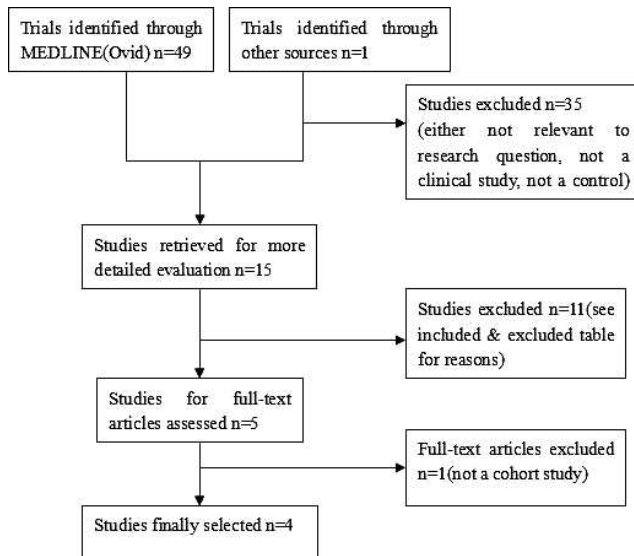 Trials identified through
MEDLINE(Ovid) n=49
Trials identified through
other sources n=1
Studies excluded n=35
(either not relevant to
research question, not a
clinical study, not a control)
Studies retrieved for more
detailed evaluation n=15
Studies excluded n=11(see
included & excluded table
for reasons)
Studies for full-text
articles assessed n=5
Full-text articles excluded
n=1(not a cohort study)
Studies finally selected n=4